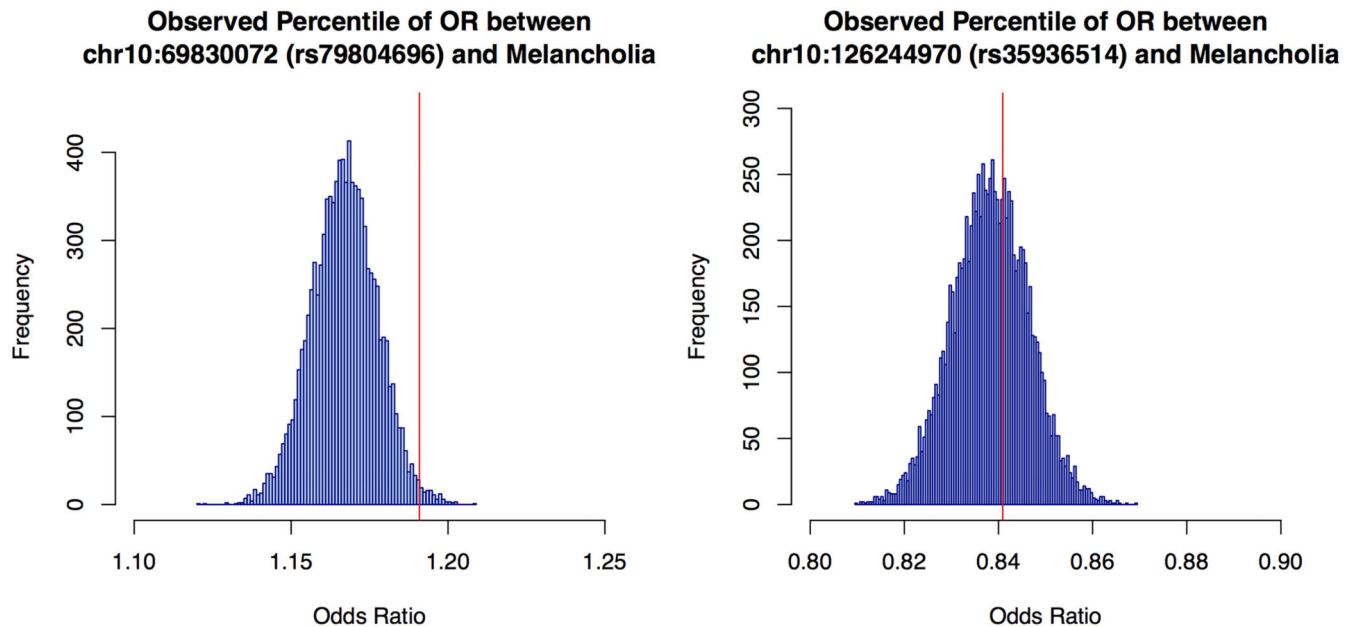 Observed Percentile of OR between
chr10:69830072 (rs79804696) and Melancholia
Frequency
400
300
200
100
0
1.10 1.15 1.20 1.25
Odds Ratio
Observed Percentile of OR between
chr10:126244970 (rs35936514) and Melancholia
Frequency
300
250
200
150
100
50
0
0.80 0.82 0.84 0.86 0.88 0.90
Odds Ratio